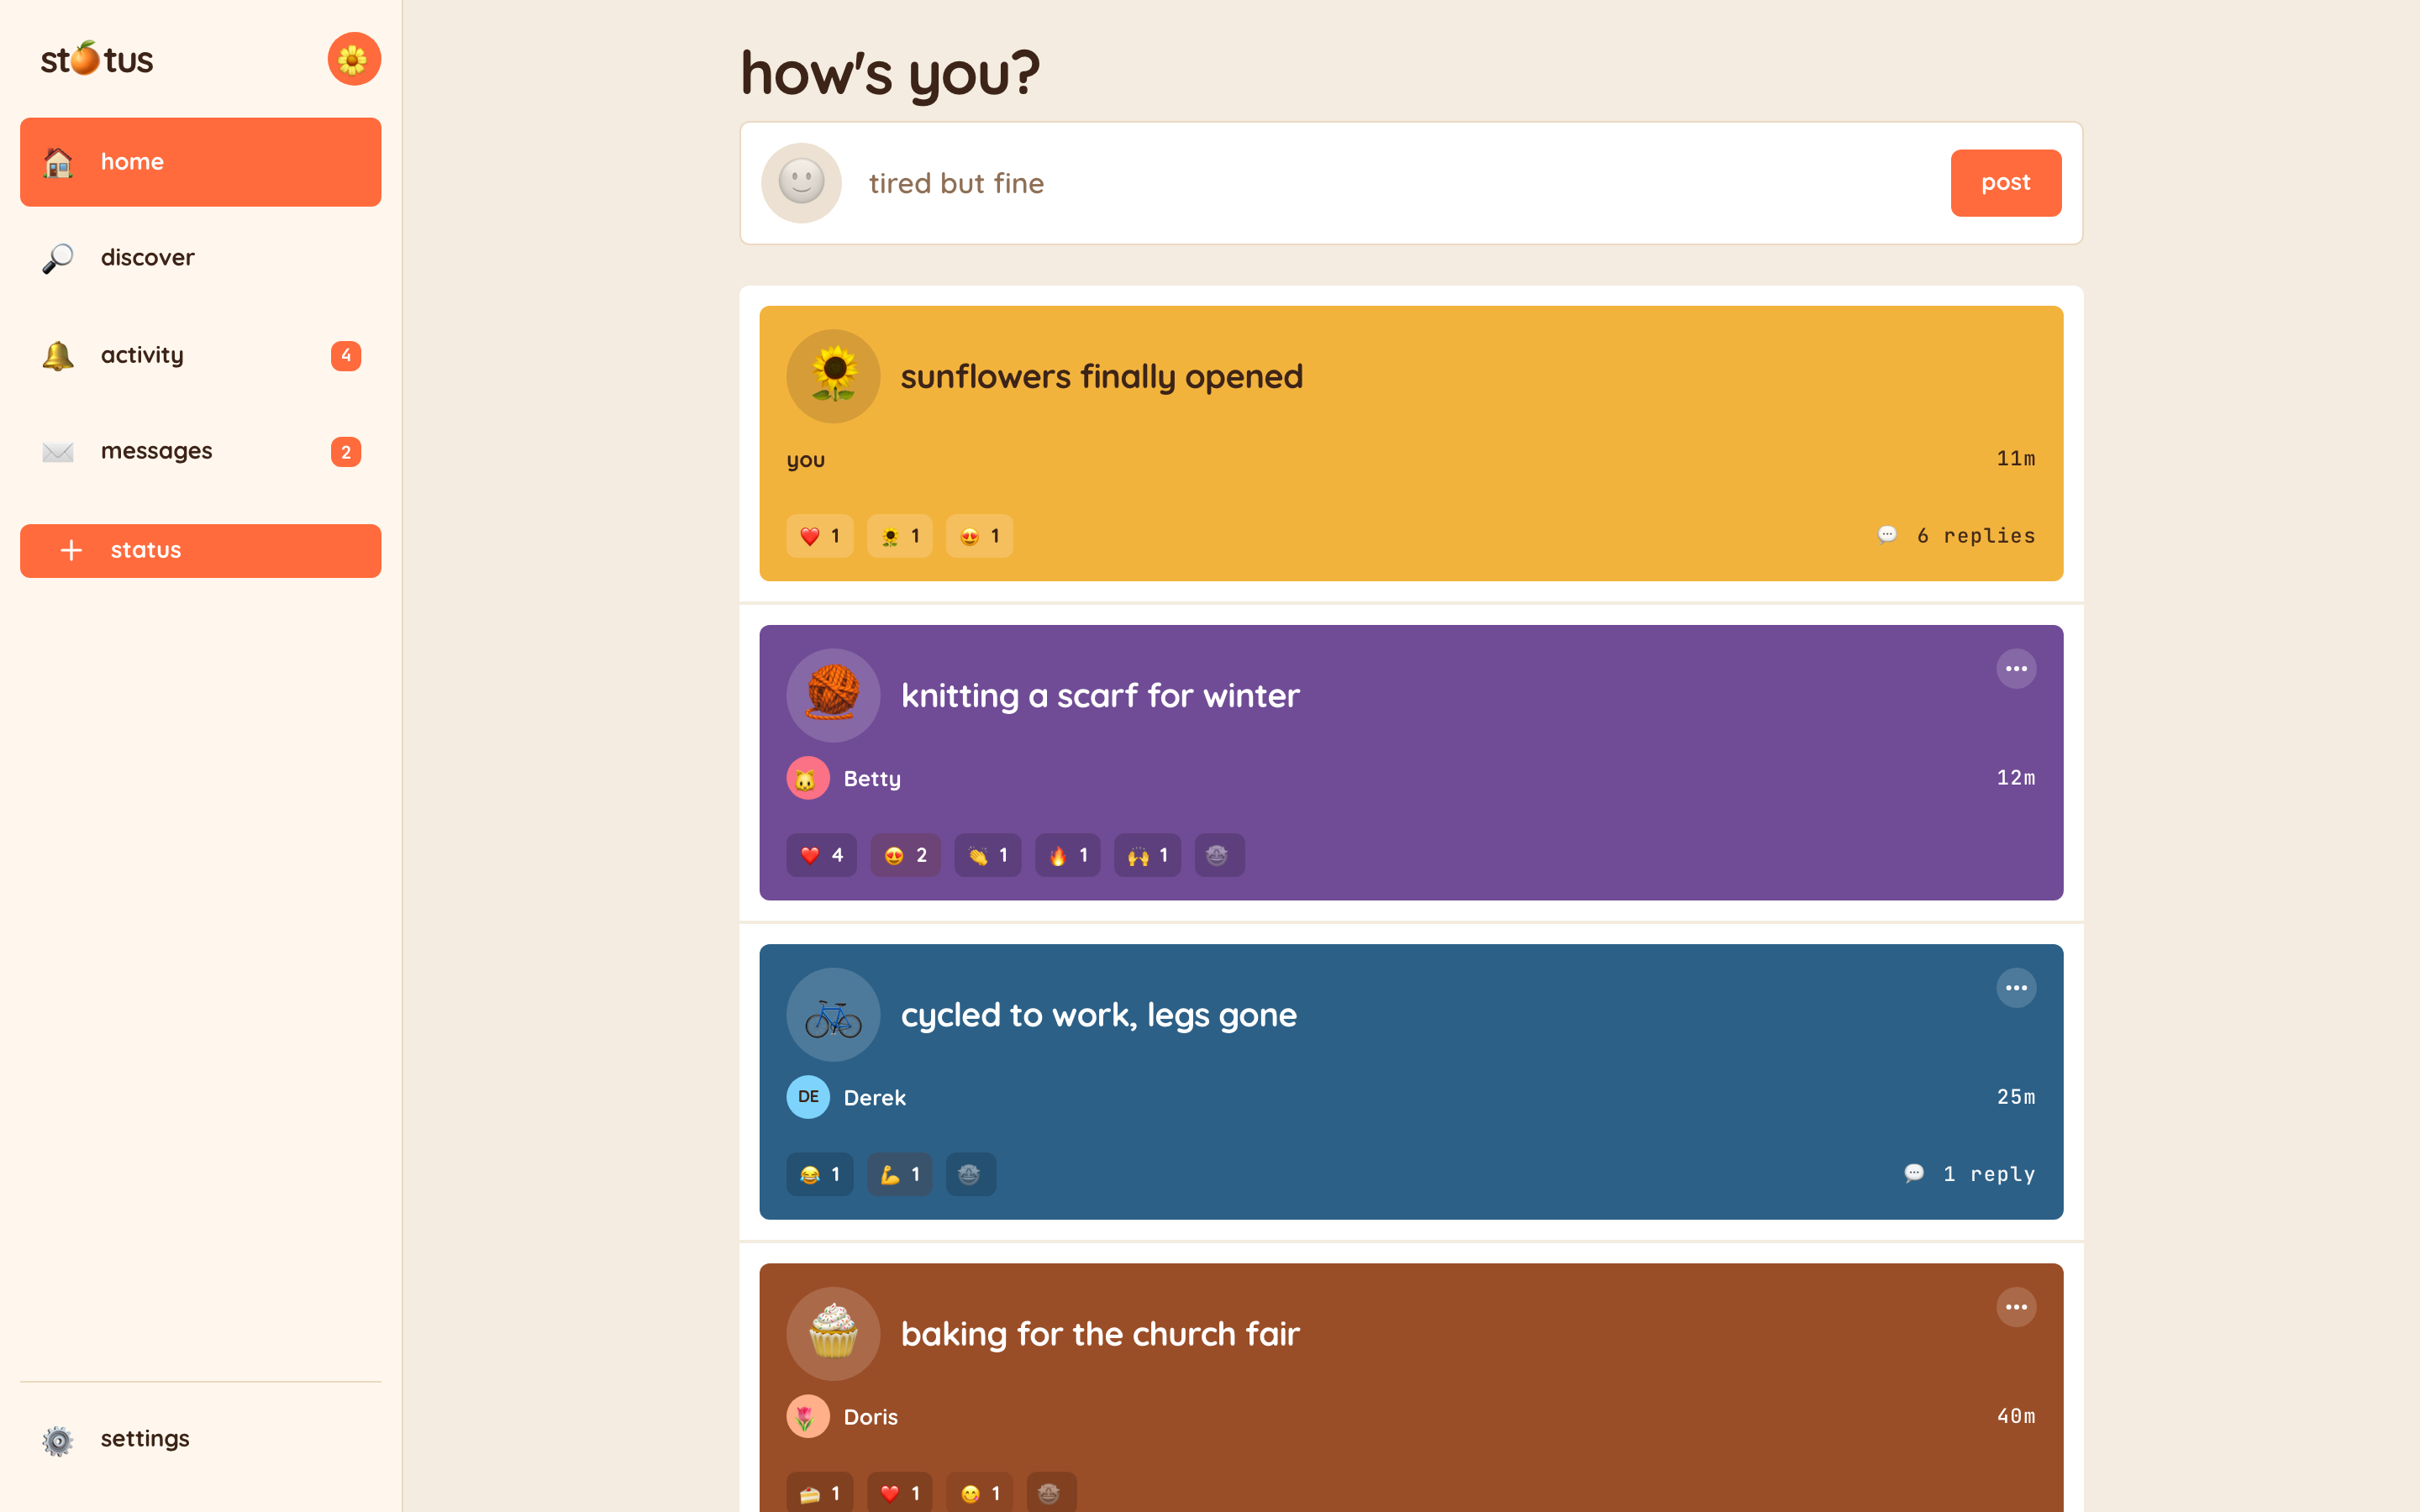 st🍊tus
home
discover
activity 4
messages 2
+ status
settings
how's you?
tired but fine
post
sunflowers finally opened
you 11m
❤️ 1 🌻 1 😍 1 💬 6 replies
knitting a scarf for winter
Betty 12m
❤️ 4 😍 2 👏 1 🔥 1 🙌 1
cycled to work, legs gone
DE Derek 25m
😂 1 💪 1 💬 1 reply
baking for the church fair
Doris 40m
🍰 1 ❤️ 1 😋 1